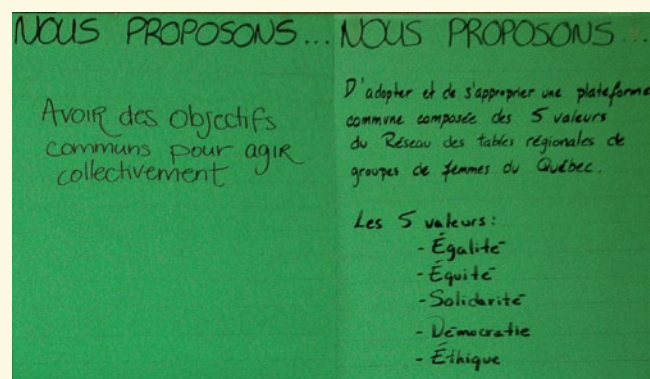 NOUS PROPOSONS...
AVOIR des objectifs
communs pour agir
collectivement
NOUS PROPOSONS...
D'adopter et de s'approprier une plateforme
commune composée des 5 valeurs
du Réseau des tables régionales de
groupes de femmes du Québec.
Les 5 valeurs:
- Égalité
- Équité
- Solidarité
- Démocratie
- Éthique